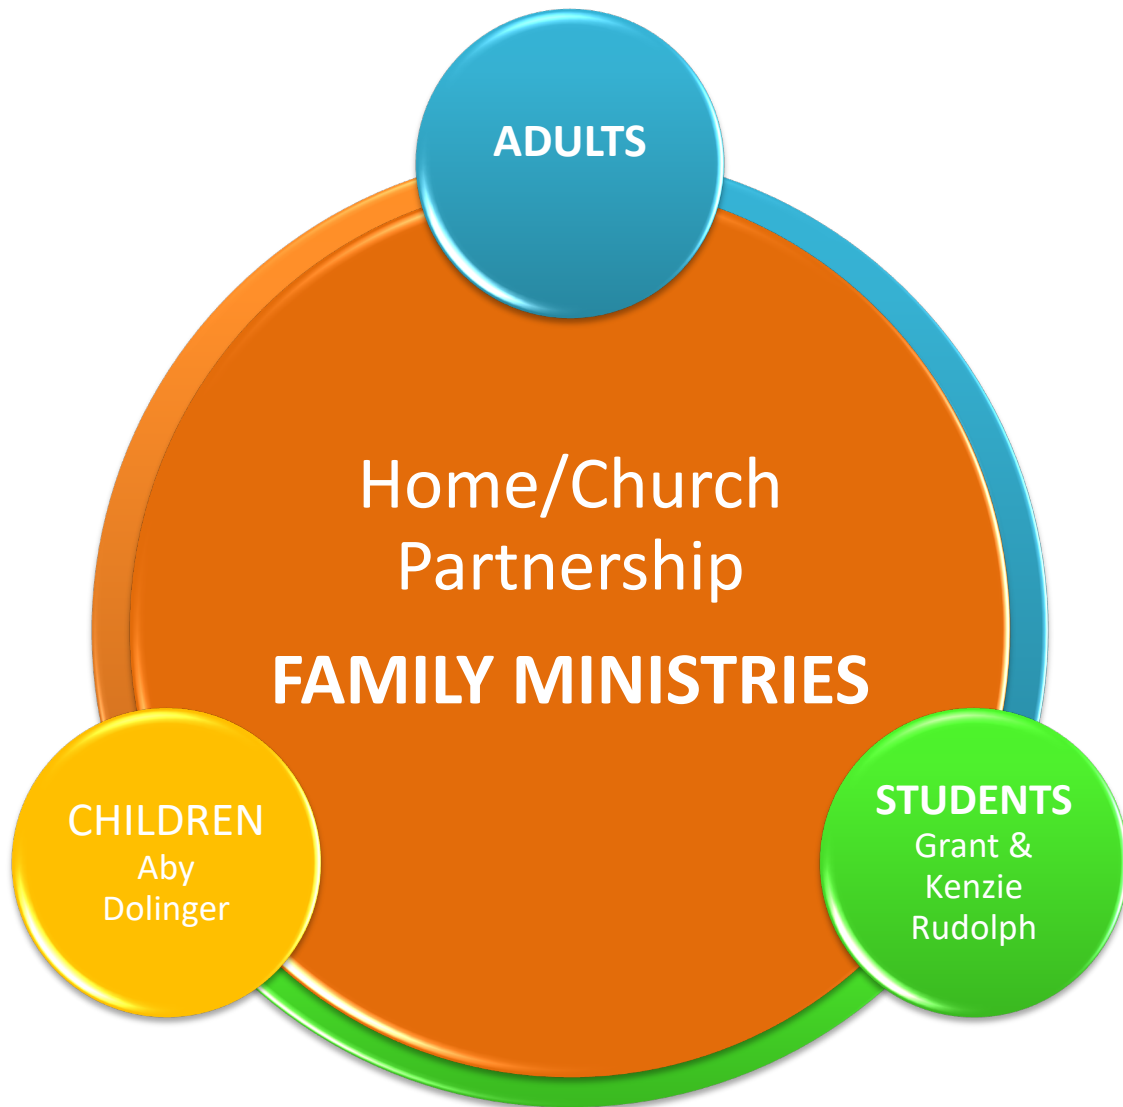 ADULTS
Home/Church
Partnership
FAMILY MINISTRIES
CHILDREN
Aby
Dolinger
STUDENTS
Grant &
Kenzie
Rudolph